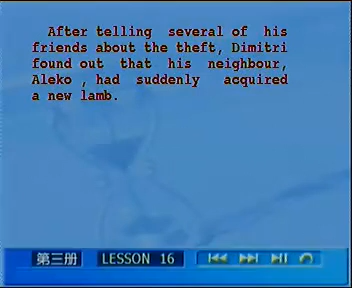 After telling several of his
friends about the theft, Dimitri
found out that his neighbour,
Aleko , had suddenly acquired
a new lamb.
第三册 LESSON 16